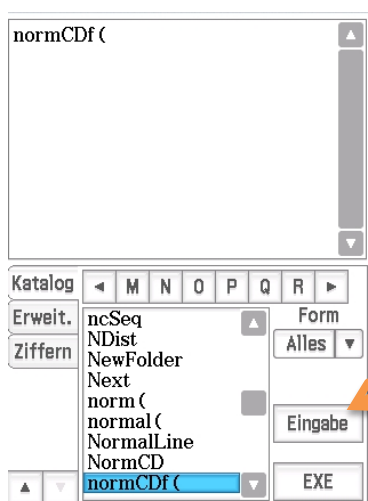 normCDf (
Katalog
M N O P Q R
Erweit.
Ziffern
ncSeq
NDist
NewFolder
Next
norm (
normal (
NormalLine
NormCD
normCDf (
Form
Alles
Eingabe
EXE